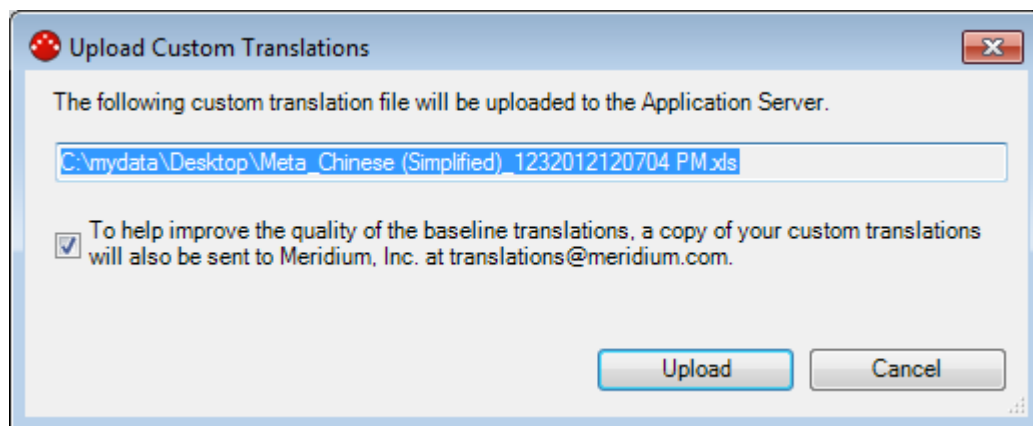 Upload Custom Translations
The following custom translation file will be uploaded to the Application Server.
C:\mydata\Desktop\Meta_Chinese (Simplified)_1232012120704 PM.xls
To help improve the quality of the baseline translations, a copy of your custom translations
will also be sent to Meridium, Inc. at translations@meridium.com.
Upload
Cancel